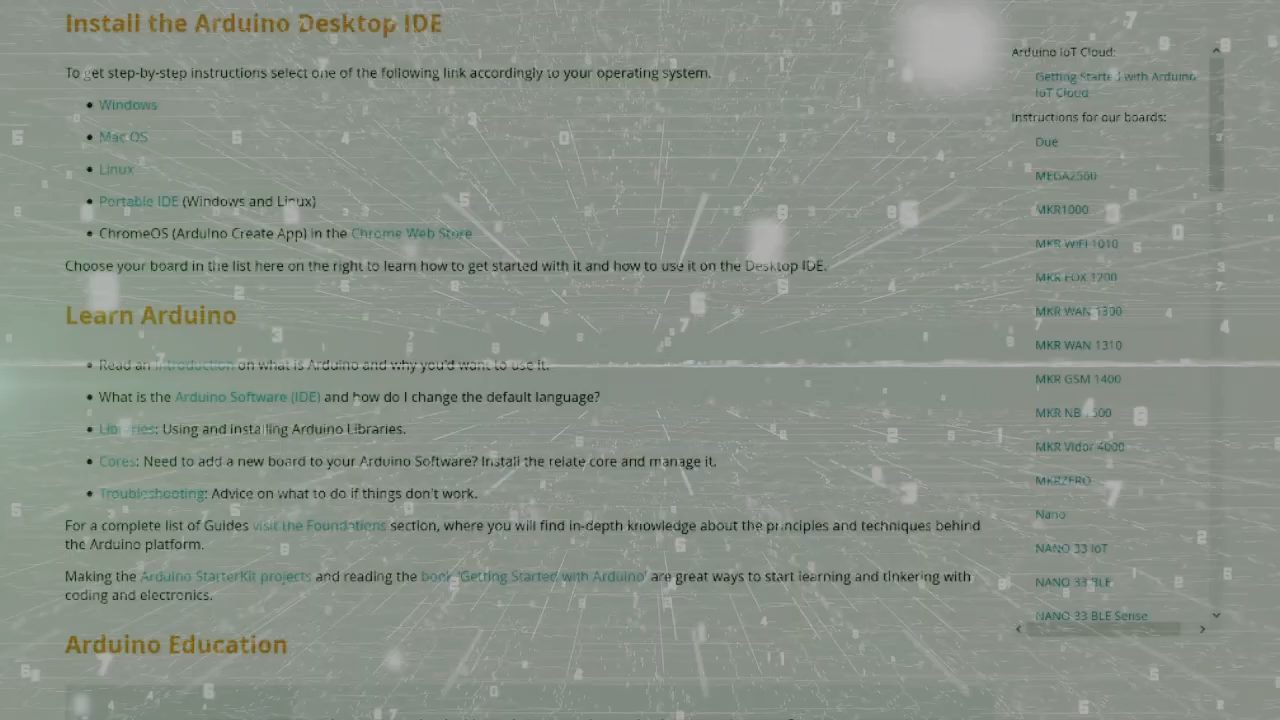 Install the Arduino Desktop IDE
To get step-by-step instructions select one of the following link accordingly to your operating system.
Windows
Mac OS
Linux
Portable IDE (Windows and Linux)
ChromeOS (Arduino Create App) in the Chrome Web Store
Choose your board in the list here on the right to learn how to get started with it and how to use it on the Desktop IDE.
Learn Arduino
Read an introduction on what is Arduino and why you'd want to use it.
What is the Arduino Software (IDE) and how do I change the default language?
Libraries: Using and installing Arduino Libraries.
Cores: Need to add a new board to your Arduino Software? Install the relate core and manage it.
Troubleshooting: Advice on what to do if things don't work.
For a complete list of Guides visit the Foundations section, where you will find in-depth knowledge about the principles and techniques behind
the Arduino platform.
Making the Arduino StarterKit projects and reading the book 'Getting Started with Arduino' are great ways to start learning and tinkering with
coding and electronics.
Arduino Education
Arduino IoT Cloud:
Getting Started with Arduino
IoT Cloud
Instructions for our boards:
Due
MEGA2560
MKR1000
MKR WiFi 1010
MKR FOX 1200
MKR WAN 1300
MKR WAN 1310
MKR GSM 1400
MKR NB 1500
MKR Vidor 4000
MKRZERO
Nano
NANO 33 IoT
NANO 33 BLE
NANO 33 BLE Sense